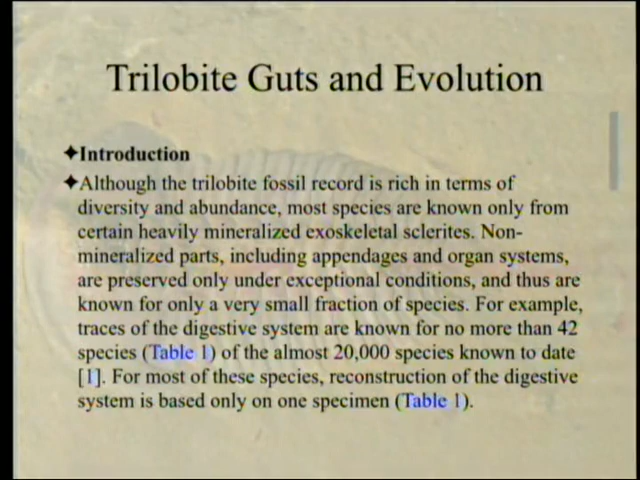 Trilobite Guts and Evolution
✦Introduction
✦Although the trilobite fossil record is rich in terms of
diversity and abundance, most species are known only from
certain heavily mineralized exoskeletal sclerites. Non-
mineralized parts, including appendages and organ systems,
are preserved only under exceptional conditions, and thus are
known for only a very small fraction of species. For example,
traces of the digestive system are known for no more than 42
species (Table 1) of the almost 20,000 species known to date
[1]. For most of these species, reconstruction of the digestive
system is based only on one specimen (Table 1).